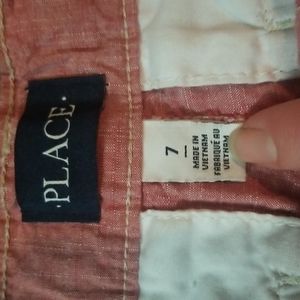 ·PLACE·
7
MADE IN
VIETNAM
FABRIQUÉ AU
VIETNAM